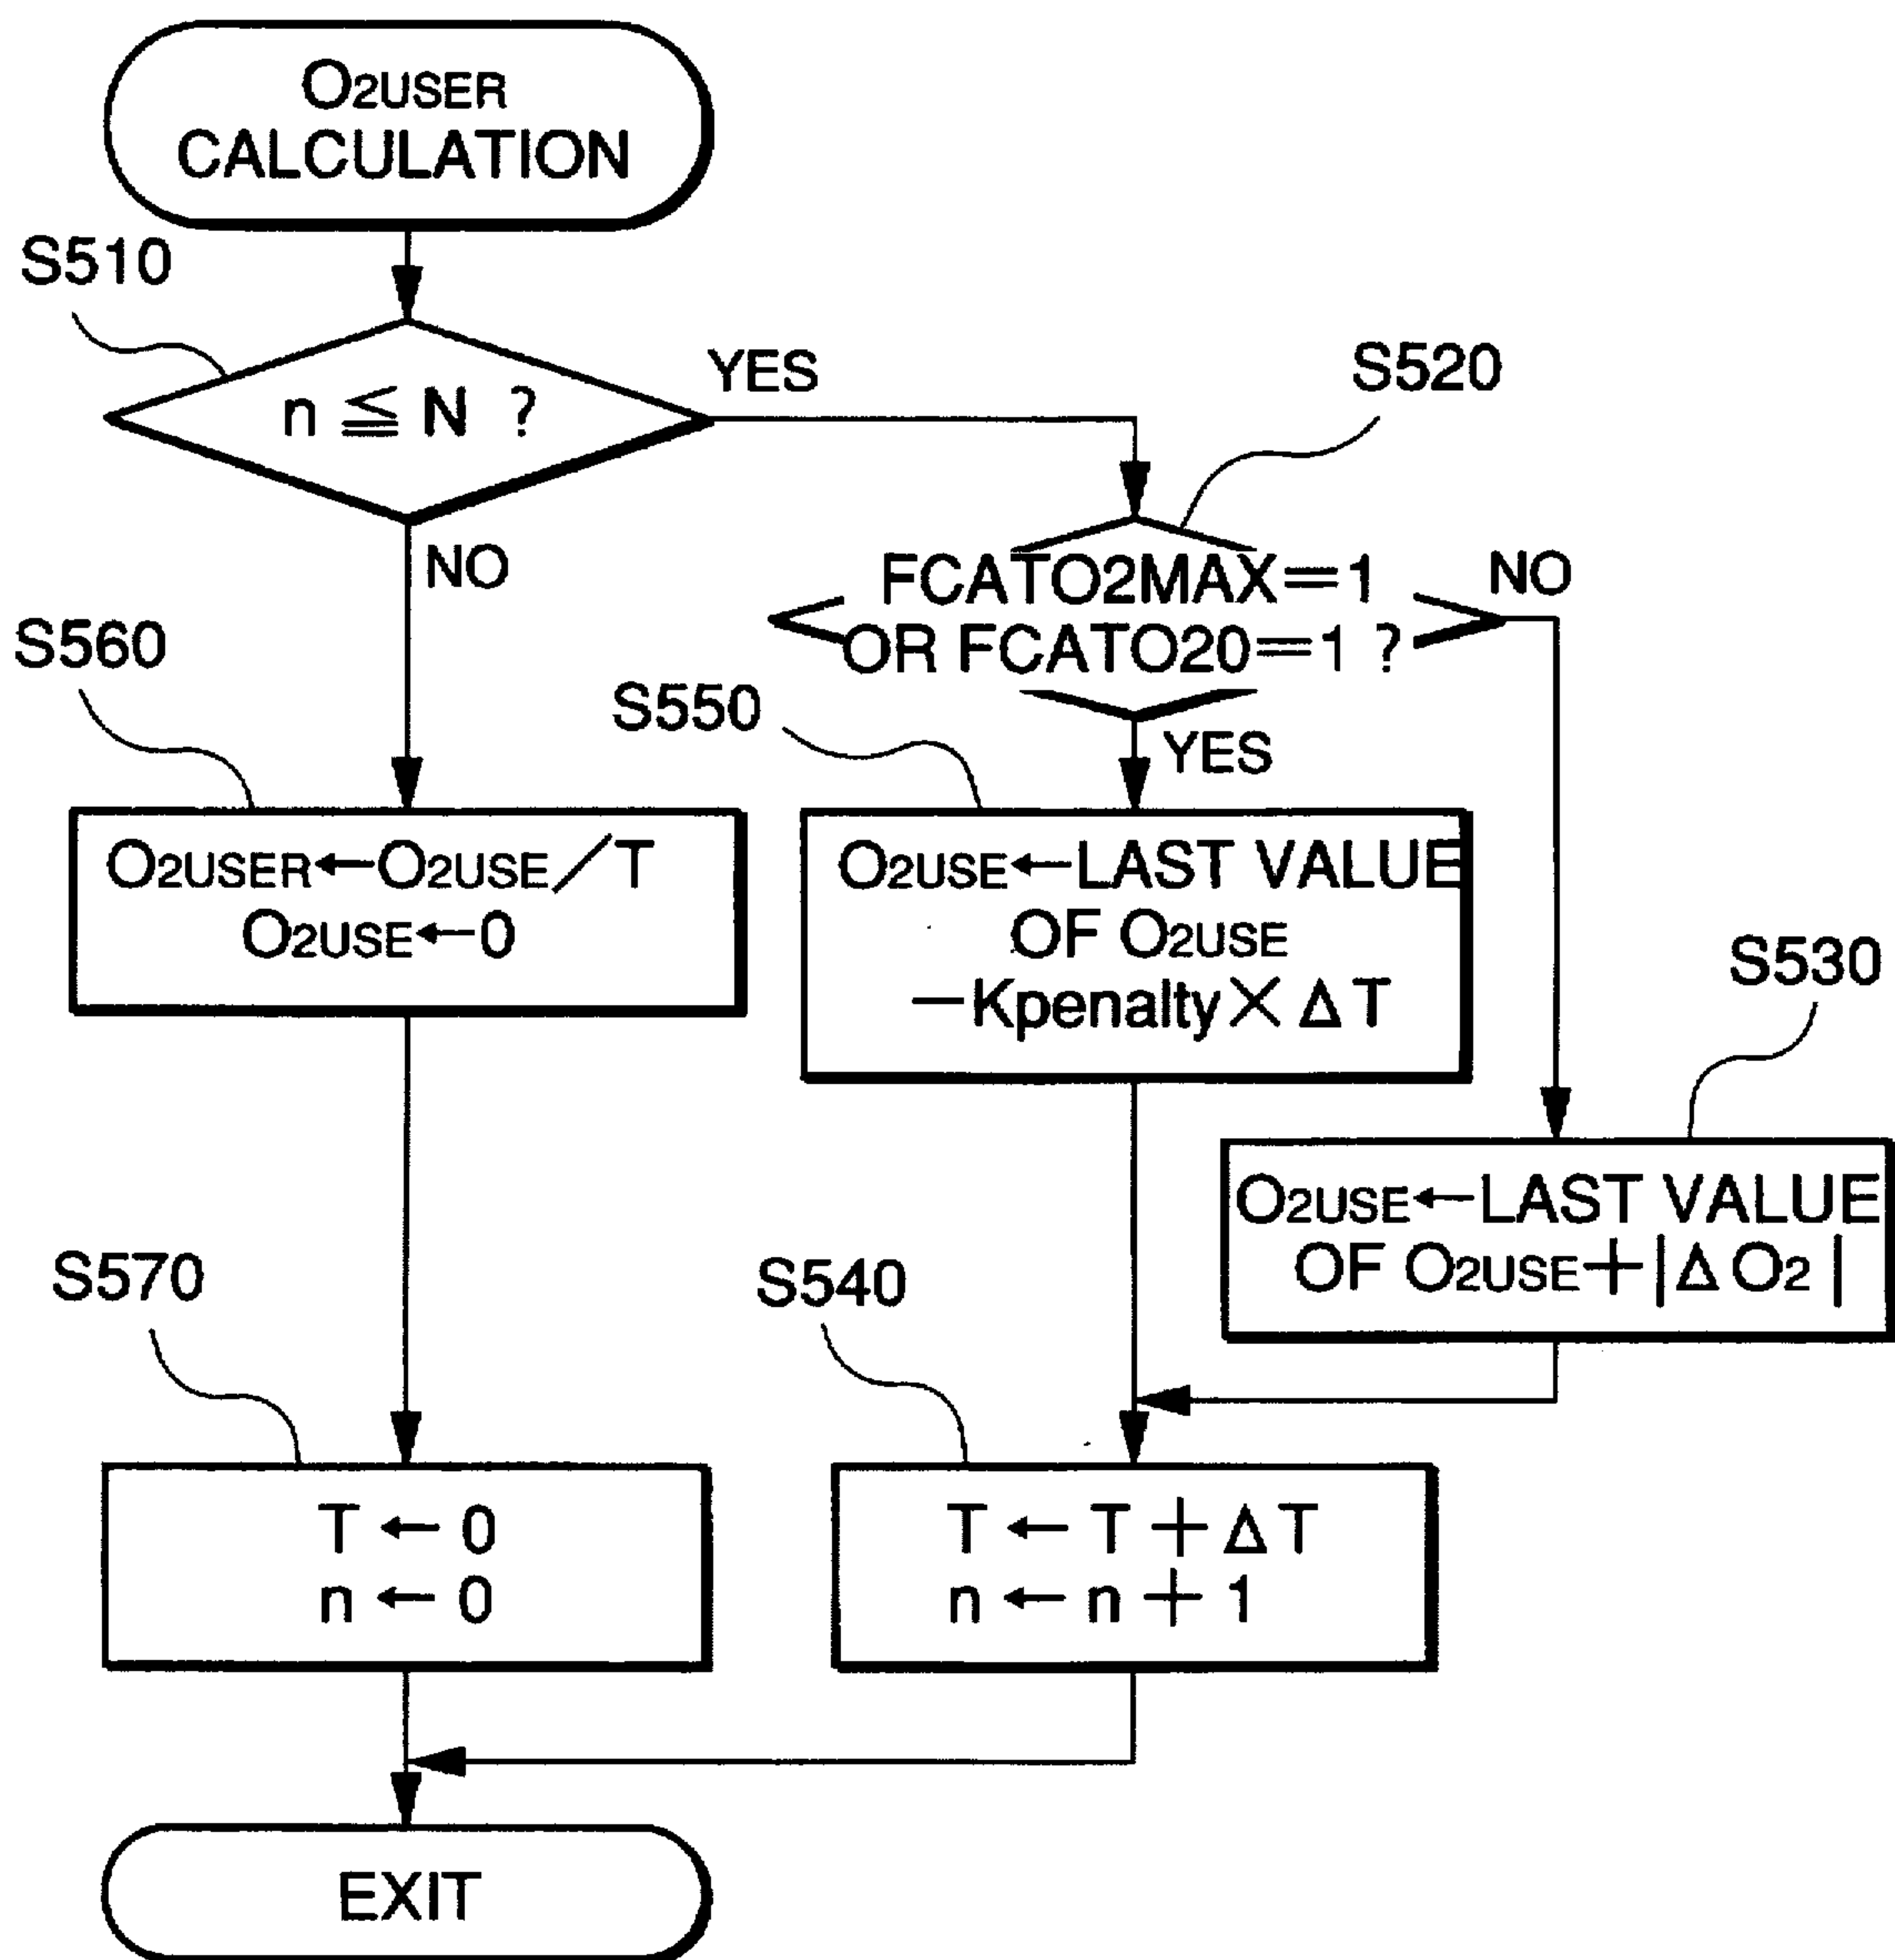 O2USER
CALCULATION
S510
n ≦ N ?
YES
NO
S520
FCATO2MAX=1
OR FCATO20=1 ?
NO
YES
S560
O2USER←O2USE／T
O2USE←0
S550
O2USE←LAST VALUE
OF O2USE
−Kpenalty×ΔT
S530
O2USE←LAST VALUE
OF O2USE+|ΔO2|
S570
T←0
n←0
S540
T←T+ΔT
n←n+1
EXIT